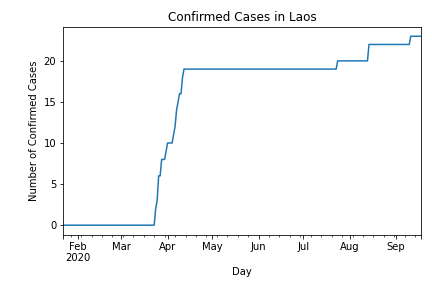 Confirmed Cases in Laos
Number of Confirmed Cases
20
15
10
5
0
Feb Mar Apr May Jun Jul Aug Sep
2020
Day